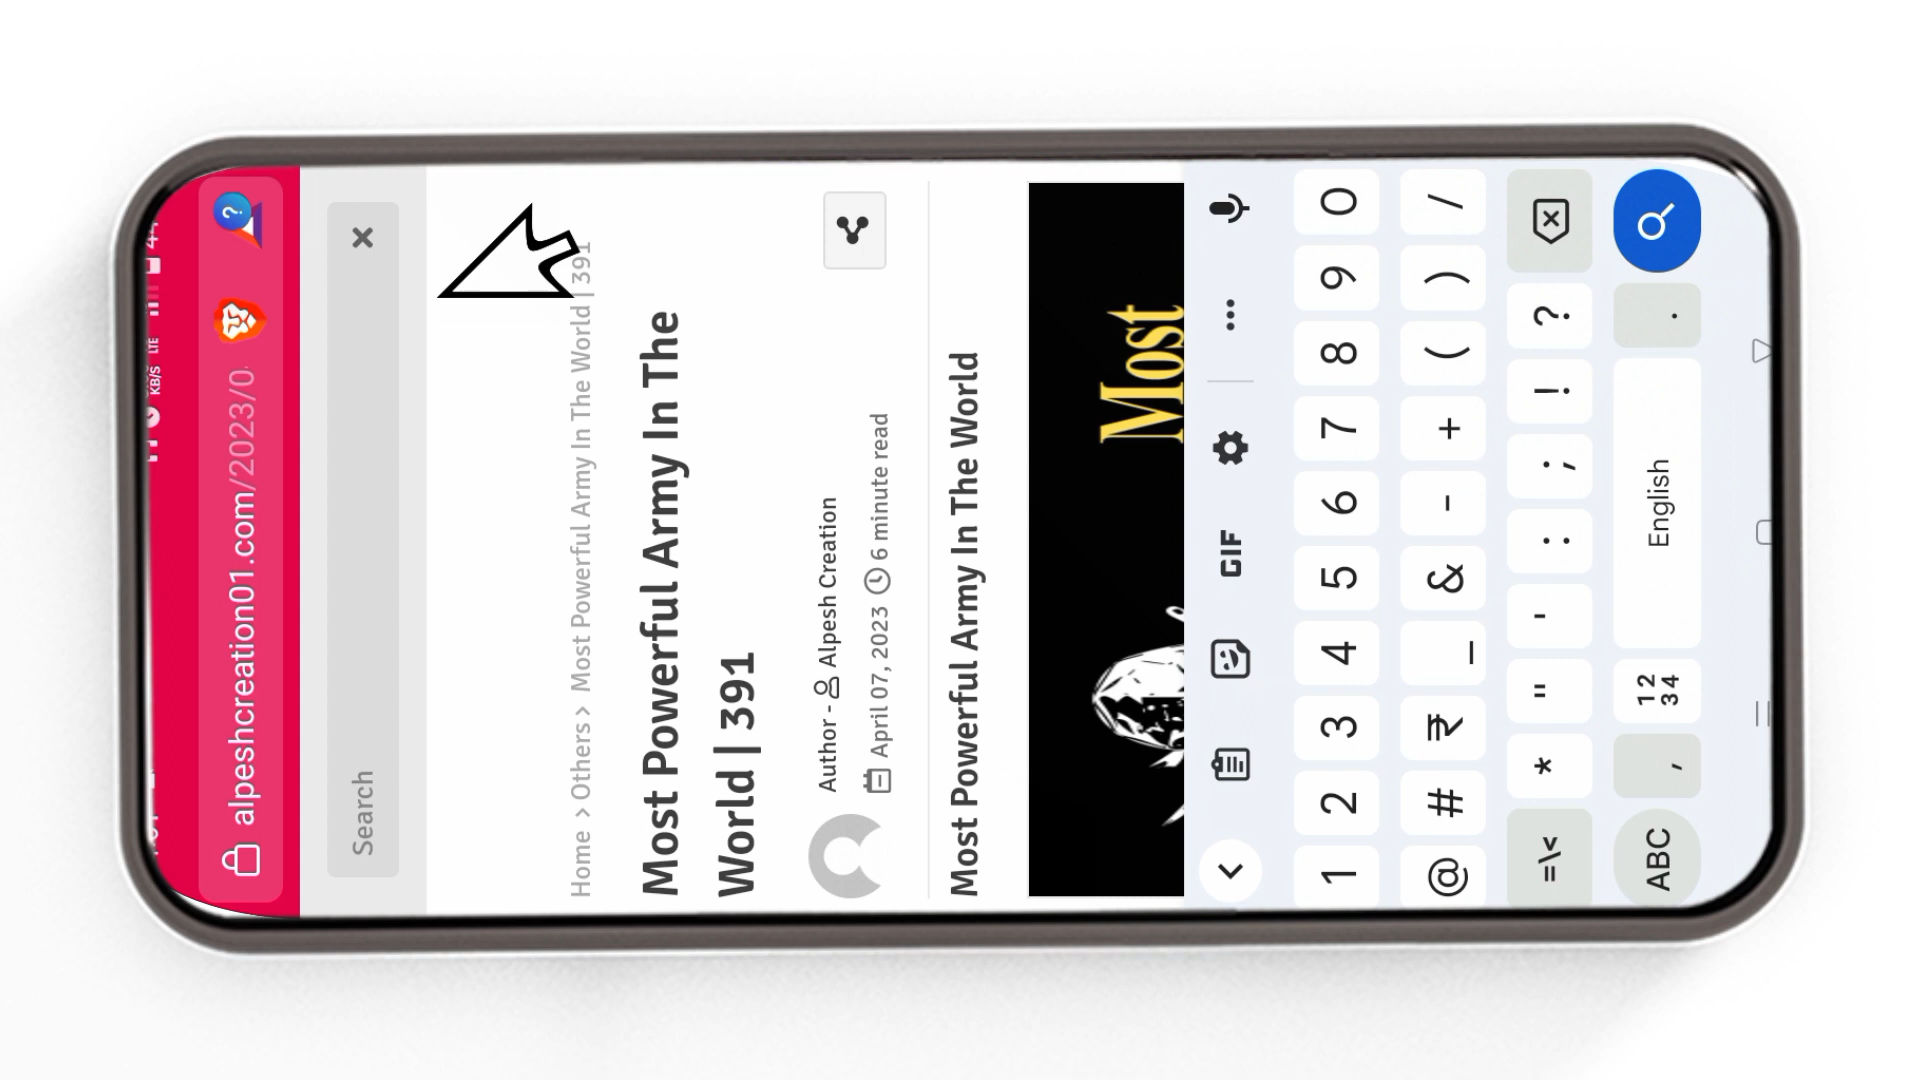 KB/S LTE
alpeshcreation01.com/2023/0
Search
Home > Others > Most Powerful Army In The World | 391
Most Powerful Army In The
World | 391
Author - Alpesh Creation
April 07, 2023 6 minute read
Most Powerful Army In The World
Most
GIF
1 2 3 4 5 6 7 8 9 0
@ # ₹ _ & - + ( ) /
=\< * " ' : ; ! ?
ABC , 12 34 English .